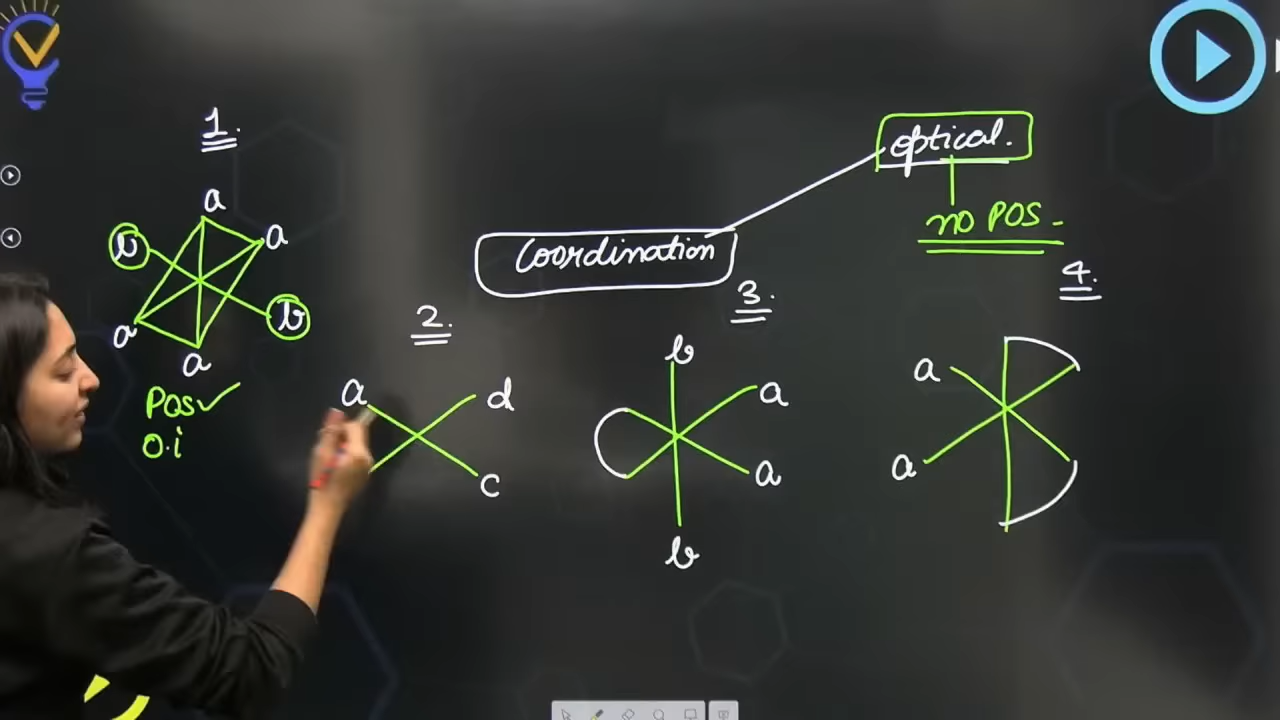 1.
a
b
a
a
b
a
POS✓
O.i
optical.
no POS-
Coordination
2.
a
d
c
3.
b
a
a
b
4.
a
a